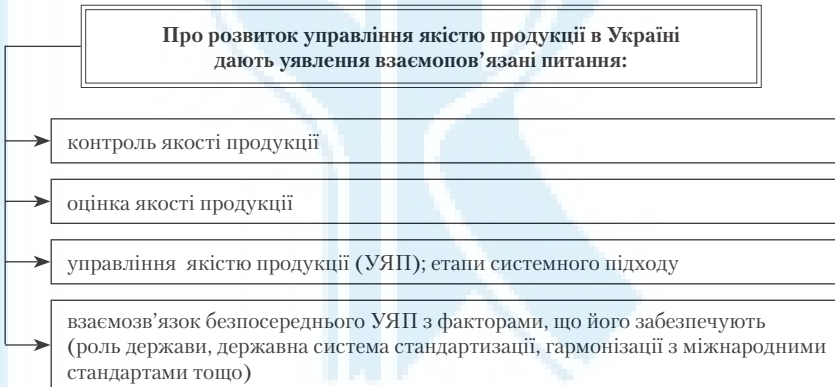 Про розвиток управління якістю продукції в Україні
дають уявлення взаємопов’язані питання:
контроль якості продукції
оцінка якості продукції
управління якістю продукції (УЯП); етапи системного підходу
взаємозв’язок безпосереднього УЯП з факторами, що його забезпечують
(роль держави, державна система стандартизації, гармонізації з міжнародними
стандартами тощо)